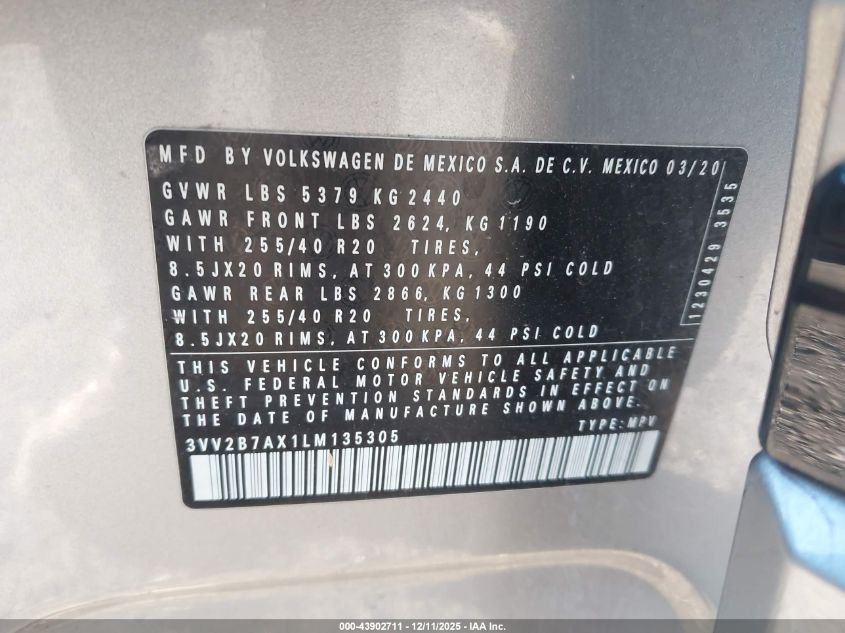 MFD BY VOLKSWAGEN DE MEXICO S.A. DE C.V. MEXICO 03/20
GVWR LBS 5379 KG 2440
GAWR FRONT LBS 2624, KG 1190
WITH 255/40 R20 TIRES,
8.5JX20 RIMS, AT 300 KPA, 44 PSI COLD
GAWR REAR LBS 2866, KG 1300
WITH 255/40 R20 TIRES,
8.5JX20 RIMS, AT 300 KPA, 44 PSI COLD
1230429 3535
THIS VEHICLE CONFORMS TO ALL APPLICABLE
U.S. FEDERAL MOTOR VEHICLE SAFETY AND
THEFT PREVENTION STANDARDS IN EFFECT ON
THE DATE OF MANUFACTURE SHOWN ABOVE.
3VV2B7AX1LM135305 TYPE: MPV
000-43902711 - 12/11/2025 - IAA Inc.